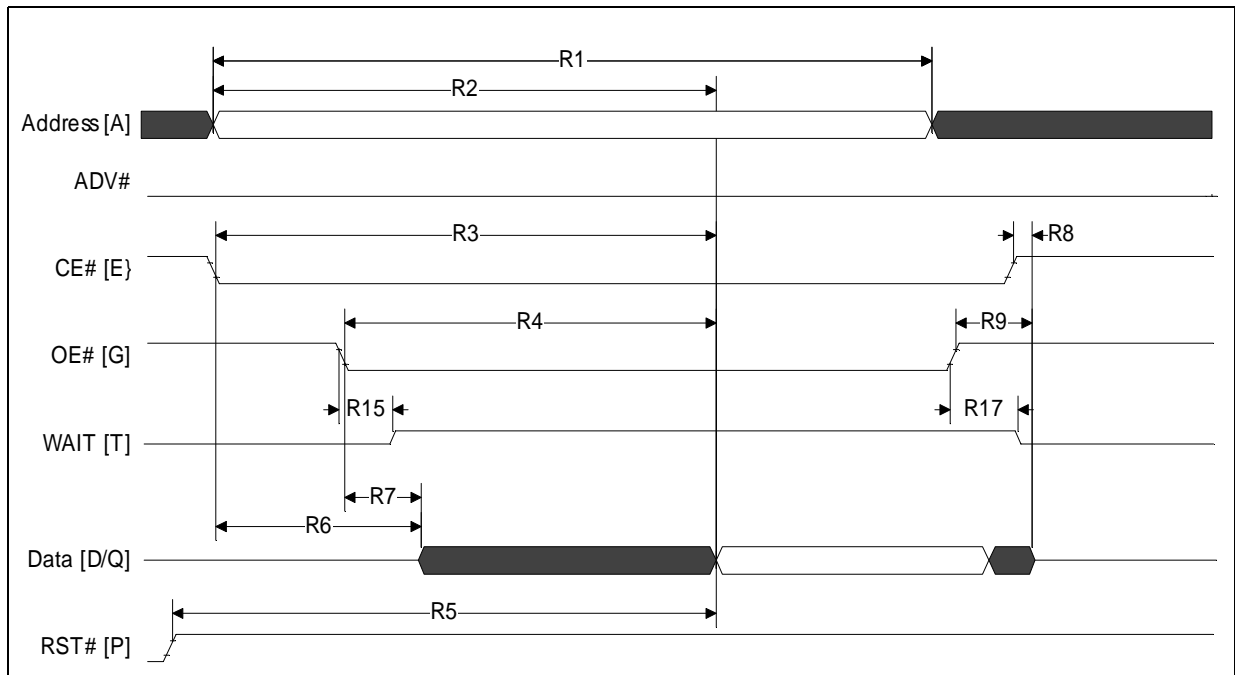 R1
R2
Address [A]
ADV#
R3
R8
CE# [E}
R4
R9
OE# [G]
R15
R17
WAIT [T]
R7
R6
Data [D/Q]
R5
RST# [P]